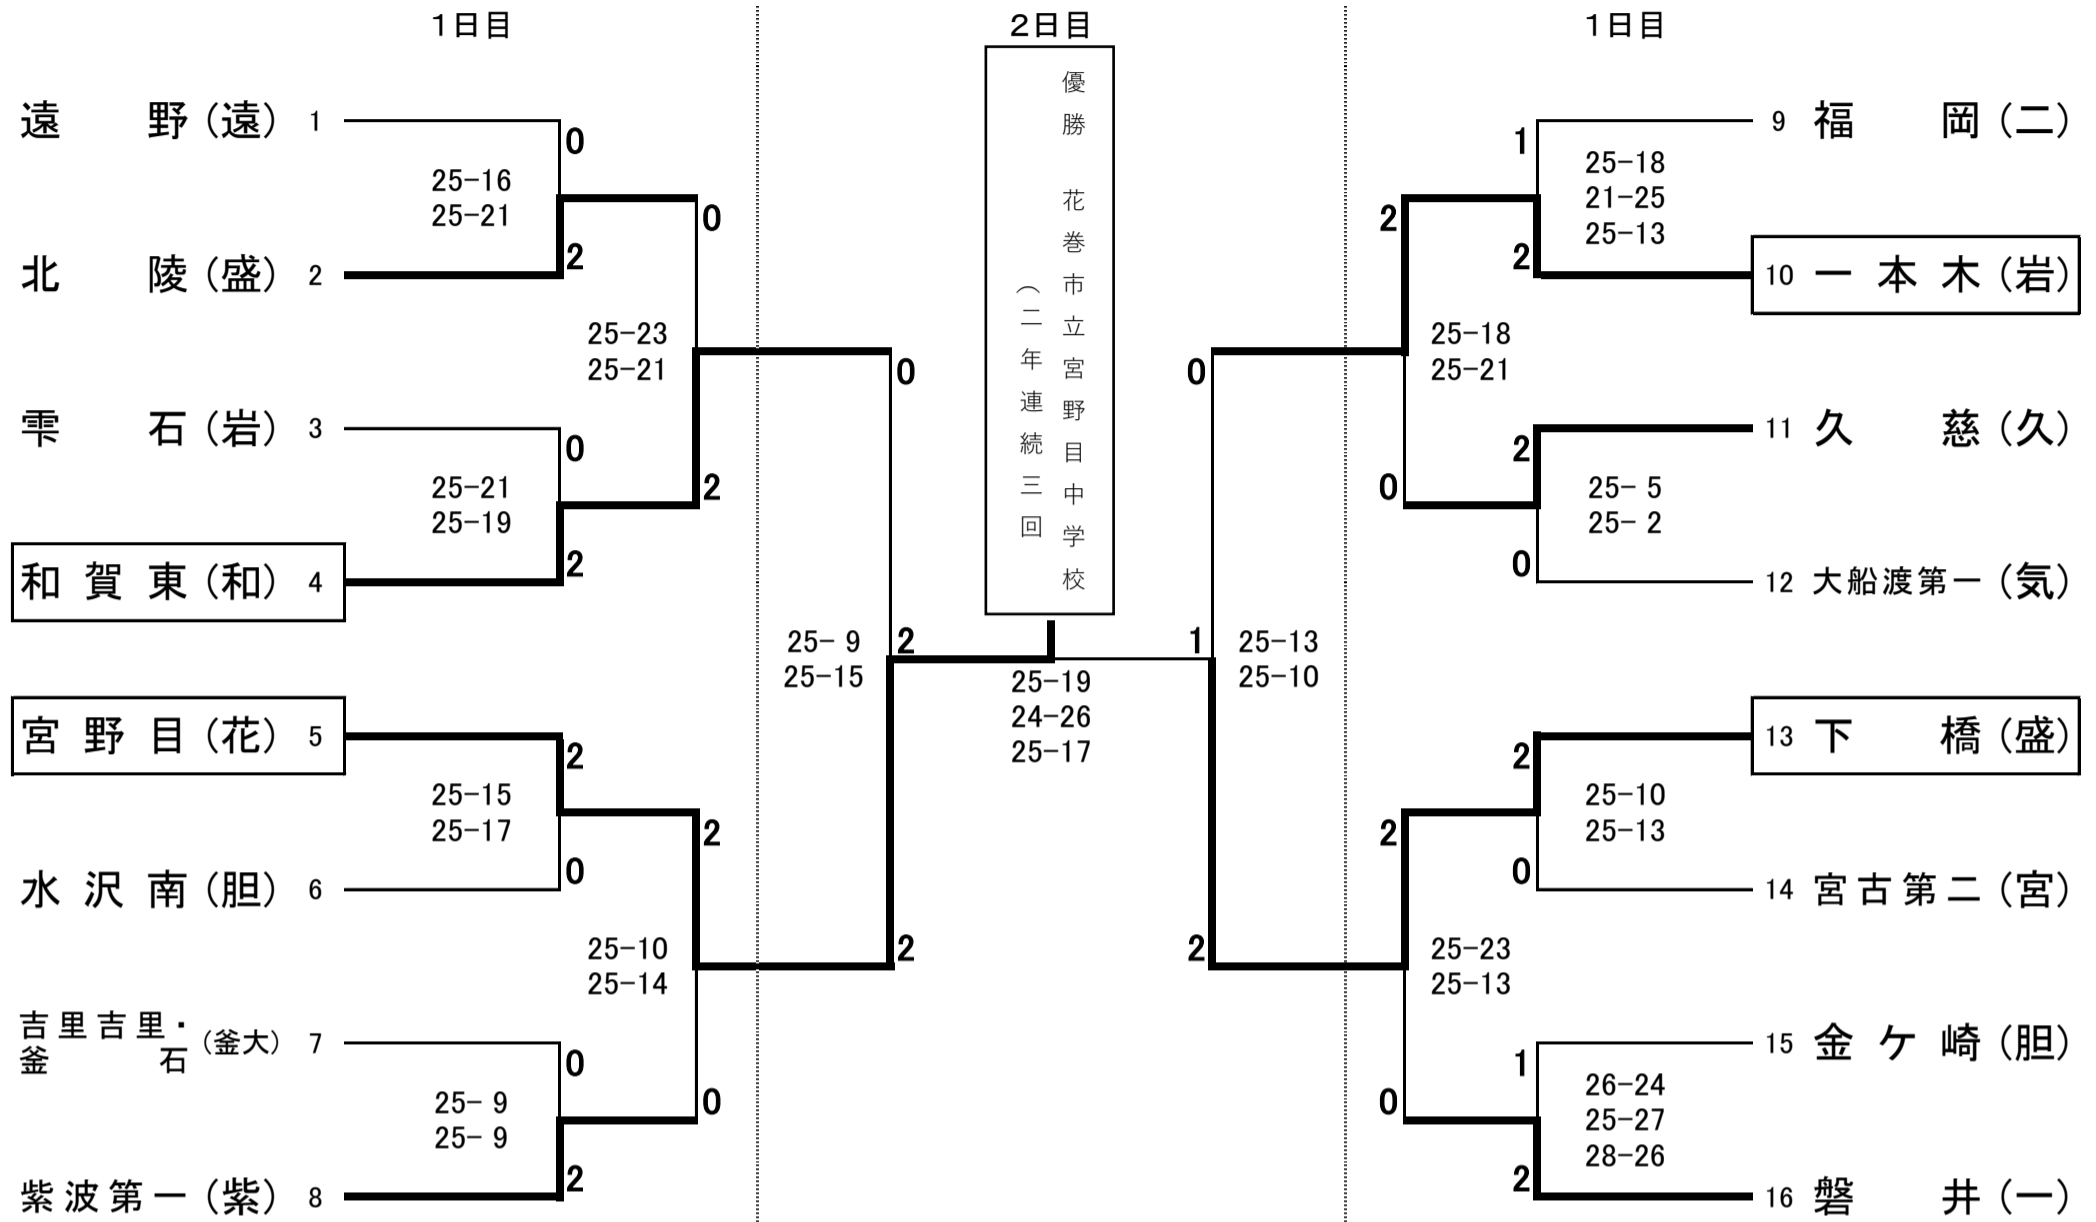 1日目
2日目
1日目
優勝 花巻市立宮野目中学校
(二年連続三回
遠 野(遠) 1
0
25-16
25-21
北 陵(盛) 2
2
0
25-23
25-21
雫 石(岩) 3
0
25-21
25-19
和賀東(和) 4
2
2
0
25- 9
25-15
宮野目(花) 5
2
25-15
25-17
水沢南(胆) 6
0
2
25-10
25-14
吉里吉里・
釜 石
(釜大) 7
0
25- 9
25- 9
紫波第一(紫) 8
2
0
2
2
25-19
24-26
25-17
1
9 福 岡(二)
1
25-18
21-25
25-13
10 一本木(岩)
2
2
25-18
25-21
11 久 慈(久)
2
25- 5
25- 2
12 大船渡第一(気)
0
0
0
25-13
25-10
13 下 橋(盛)
2
25-10
25-13
14 宮古第二(宮)
0
2
25-23
25-13
15 金ケ崎(胆)
1
26-24
25-27
28-26
16 磐 井(一)
2
0
2